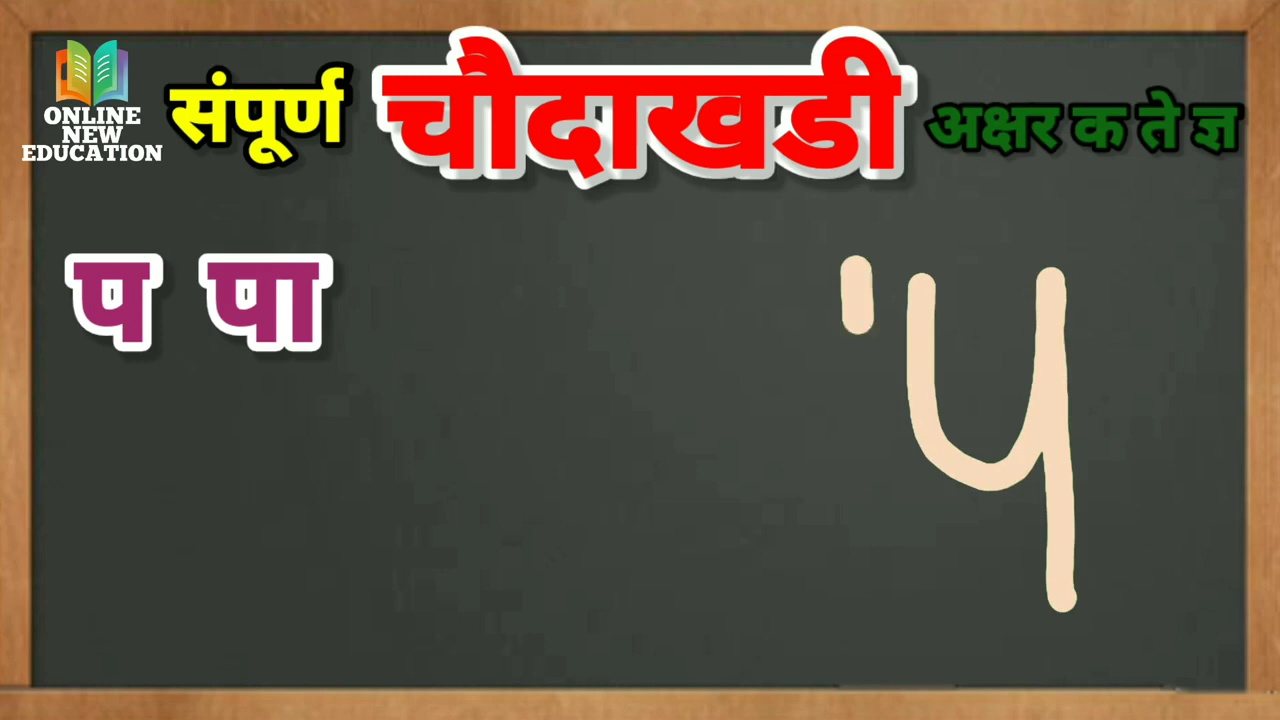 ONLINE
NEW
EDUCATION
संपूर्ण चौदाखडी अक्षर क ते ज्ञ
प पा